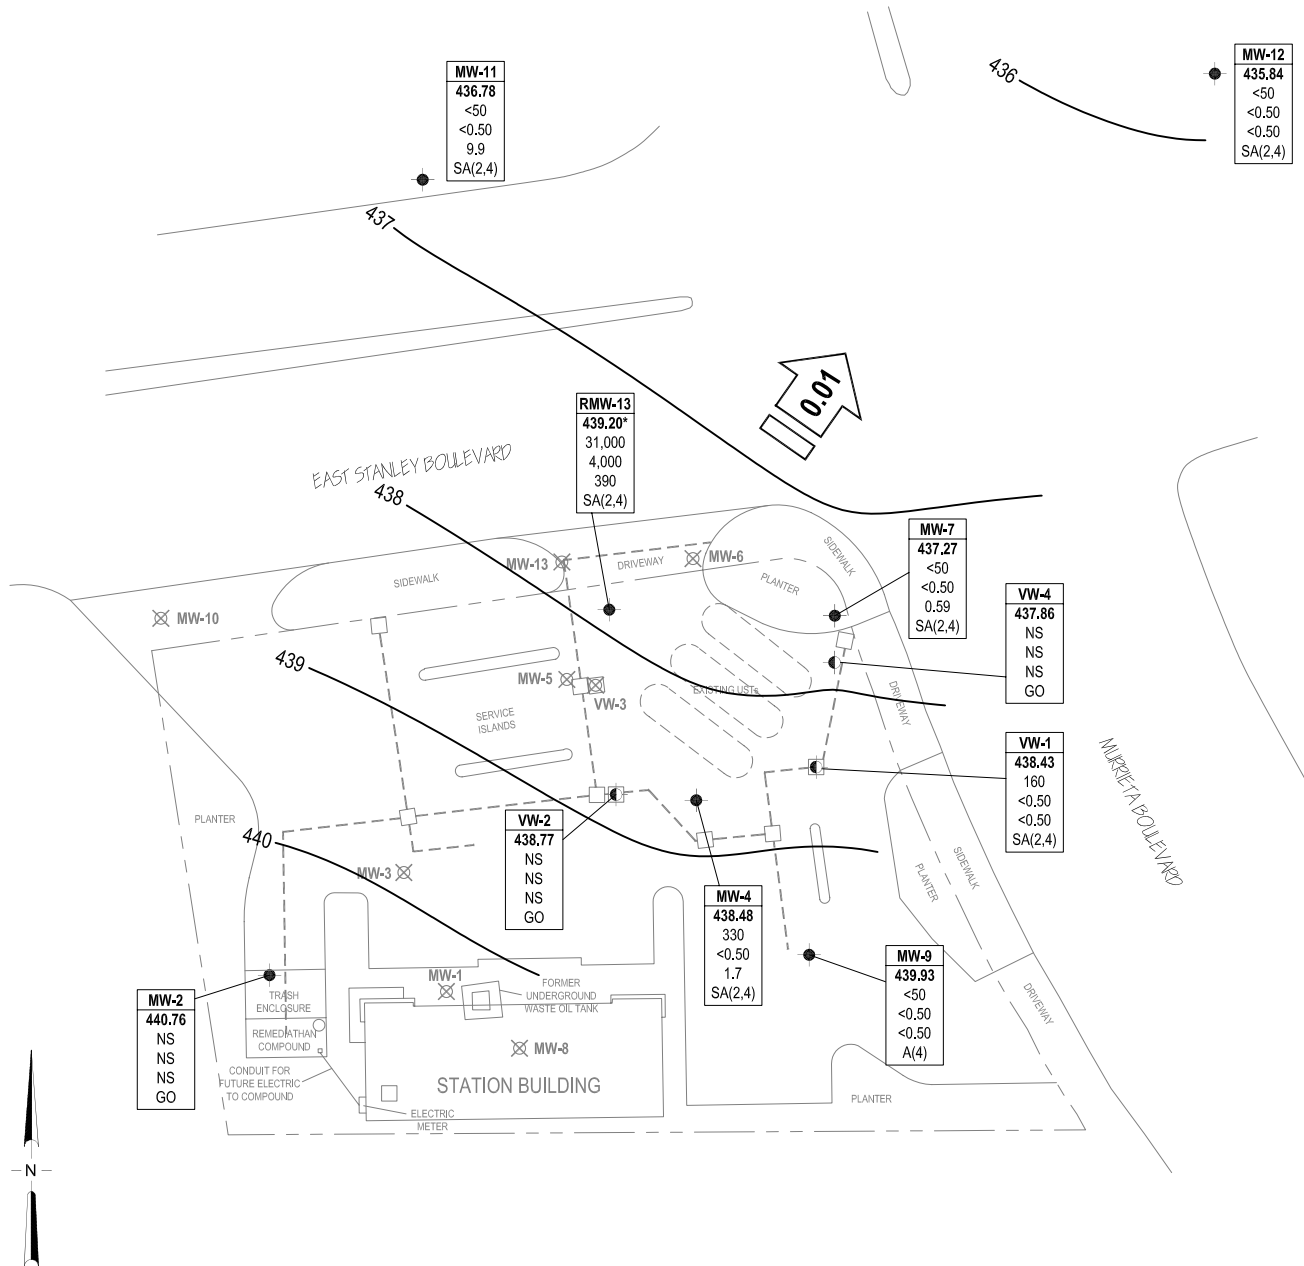 MW-11
436.78
<50
<0.50
9.9
SA(2,4)
436
MW-12
435.84
<50
<0.50
<0.50
SA(2,4)
437
0.01
RMW-13
439.20*
31,000
4,000
390
SA(2,4)
EAST STANLEY BOULEVARD
438
MW-7
437.27
<50
<0.50
0.59
SA(2,4)
SIDEWALK
MW-13
DRIVEWAY
MW-6
SIDEWALK
PLANTER
VW-4
437.86
NS
NS
NS
GO
MW-10
439
MW-5
VW-3
EXISTING USTs
DRIVEWAY
SERVICE
ISLANDS
VW-1
438.43
160
<0.50
<0.50
SA(2,4)
MURRIETA BOULEVARD
PLANTER
VW-2
438.77
NS
NS
NS
GO
440
MW-3
SIDEWALK
PLANTER
MW-4
438.48
330
<0.50
1.7
SA(2,4)
MW-9
439.93
<50
<0.50
<0.50
A(4)
MW-2
440.76
NS
NS
NS
GO
MW-1
TRASH
ENCLOSURE
FORMER
UNDERGROUND
WASTE OIL TANK
DRIVEWAY
REMEDIATHAN
COMPOUND
MW-8
CONDUIT FOR
FUTURE ELECTRIC
TO COMPOUND
STATION BUILDING
ELECTRIC
METER
PLANTER
N